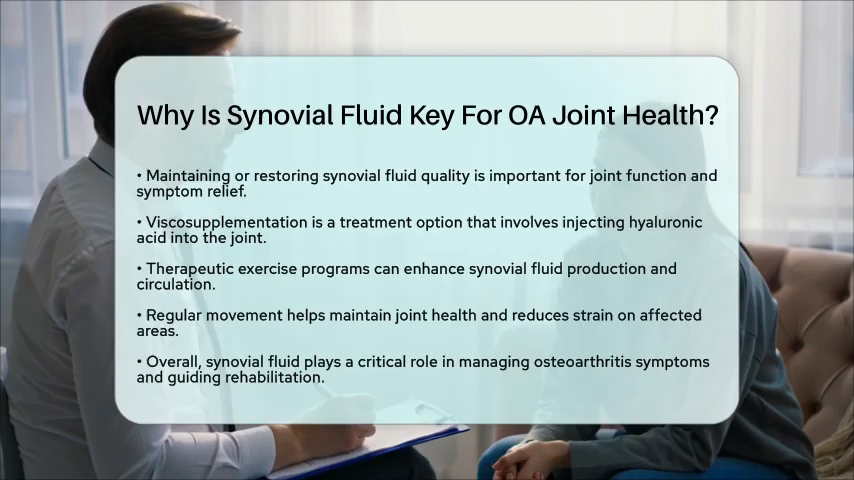 Why Is Synovial Fluid Key For OA Joint Health?
• Maintaining or restoring synovial fluid quality is important for joint function and
symptom relief.
• Viscosupplementation is a treatment option that involves injecting hyaluronic
acid into the joint.
• Therapeutic exercise programs can enhance synovial fluid production and
circulation.
• Regular movement helps maintain joint health and reduces strain on affected
areas.
• Overall, synovial fluid plays a critical role in managing osteoarthritis symptoms
and guiding rehabilitation.